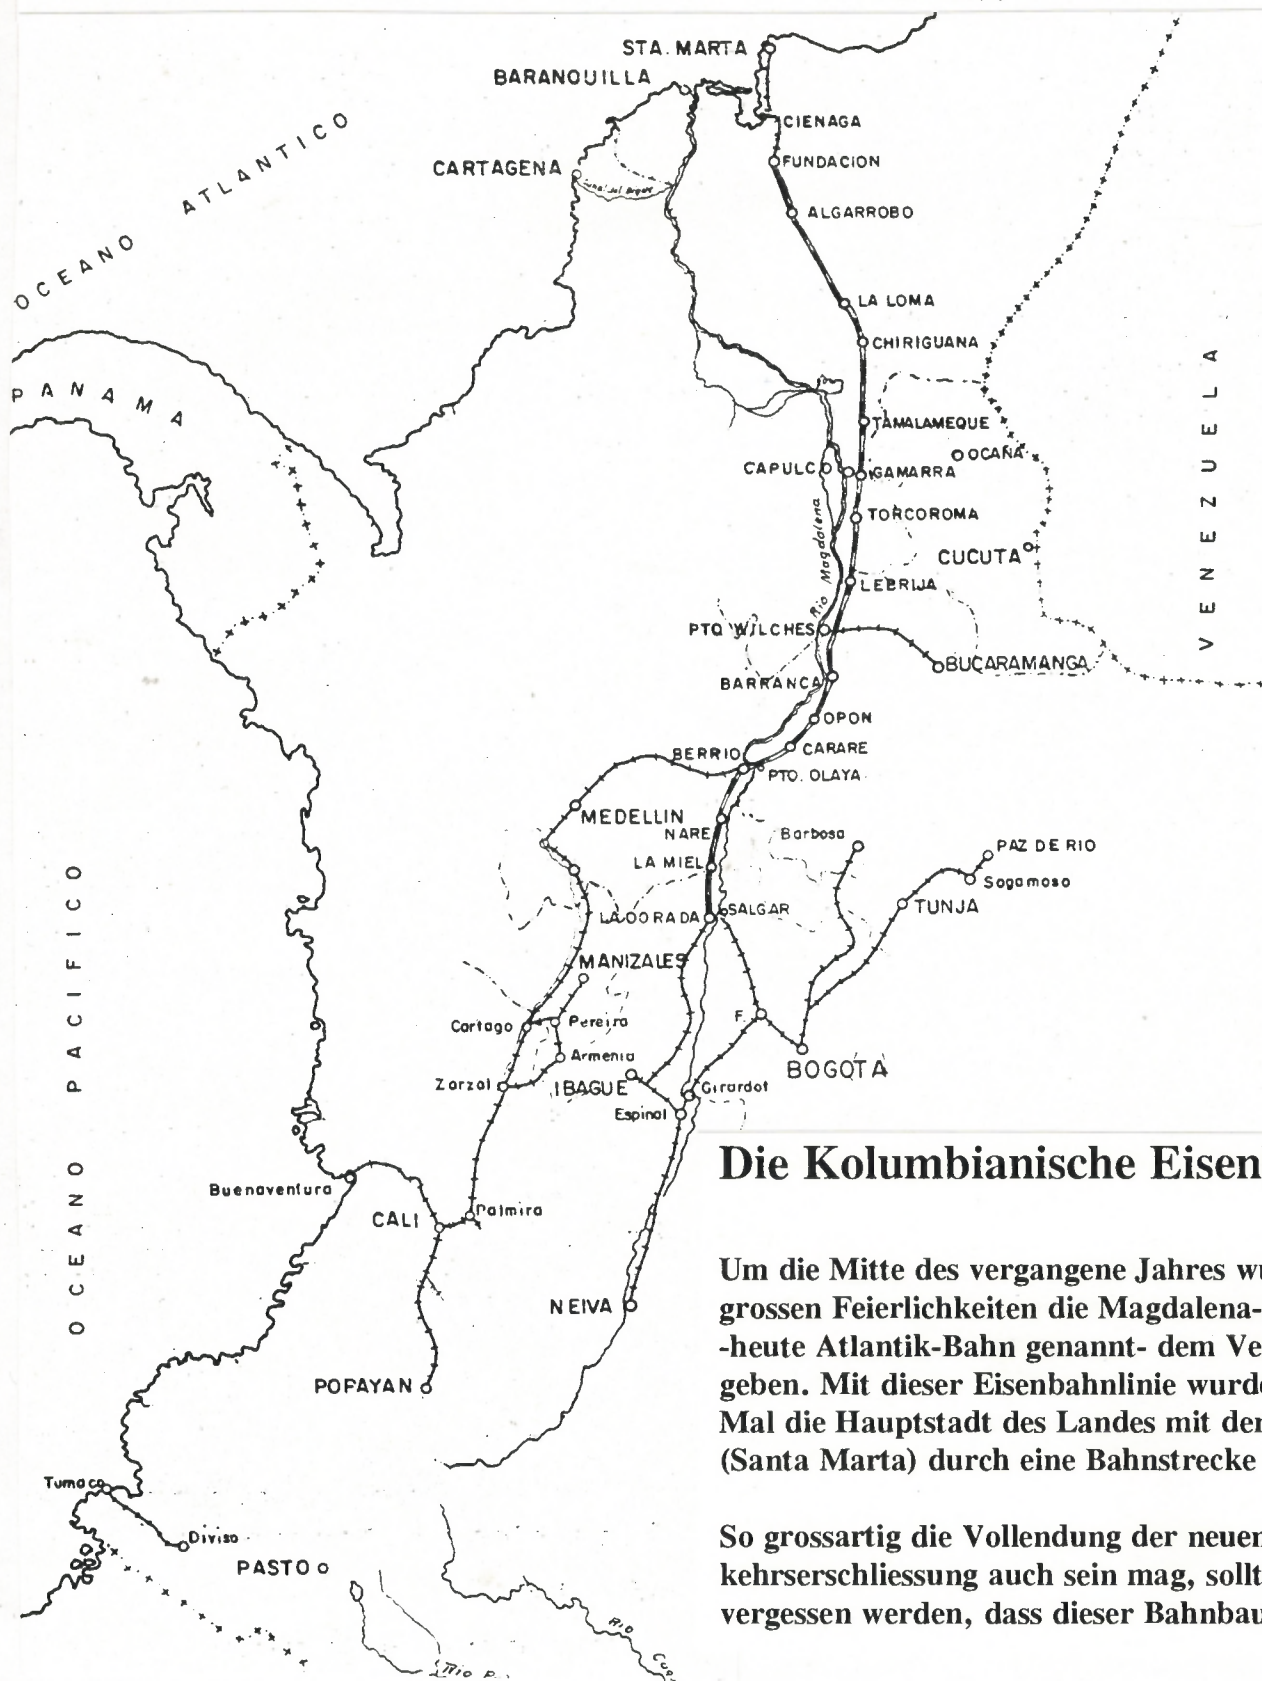 STA. MARTA
BARANQUILLA
CIENAGA
OCEANO ATLANTICO
CARTAGENA
FUNDACION
ALGARROBO
LA LOMA
CHIRIGUANA
PANAMA
VENEZUELA
TAMALAMEQUE
OCAÑA
CAPULC
GAMARRA
Rio Magdalena
TORCOROMA
CUCUTA
LEBRIJA
PTO WILCHES
BUCARAMANGA
BARRANCA
OPON
BERRIO
CARARE
PTO. OLAYA
MEDELLIN
NARE
Barbosa
PAZ DE RIO
LA MIEL
Sogamoso
OCEANO PACIFICO
LA DORADA
SALGAR
TUNJA
MANIZALES
Cartago
Pereira
F.
Armenia
BOGOTA
Zarzal
IBAGUE
Girardot
Espinal
Buenaventura
CALI
Palmira
NEIVA
POPAYAN
Tumaco
Diviso
PASTO
Rio
Rio P
Die Kolumbianische Eisen
Um die Mitte des vergangene Jahres wu
grossen Feierlichkeiten die Magdalena-
-heute Atlantik-Bahn genannt- dem Ve
geben. Mit dieser Eisenbahnlinie wurde
Mal die Hauptstadt des Landes mit der
(Santa Marta) durch eine Bahnstrecke
So grossartig die Vollendung der neuen
kehrserschliessung auch sein mag, sollt
vergessen werden, dass dieser Bahnbau